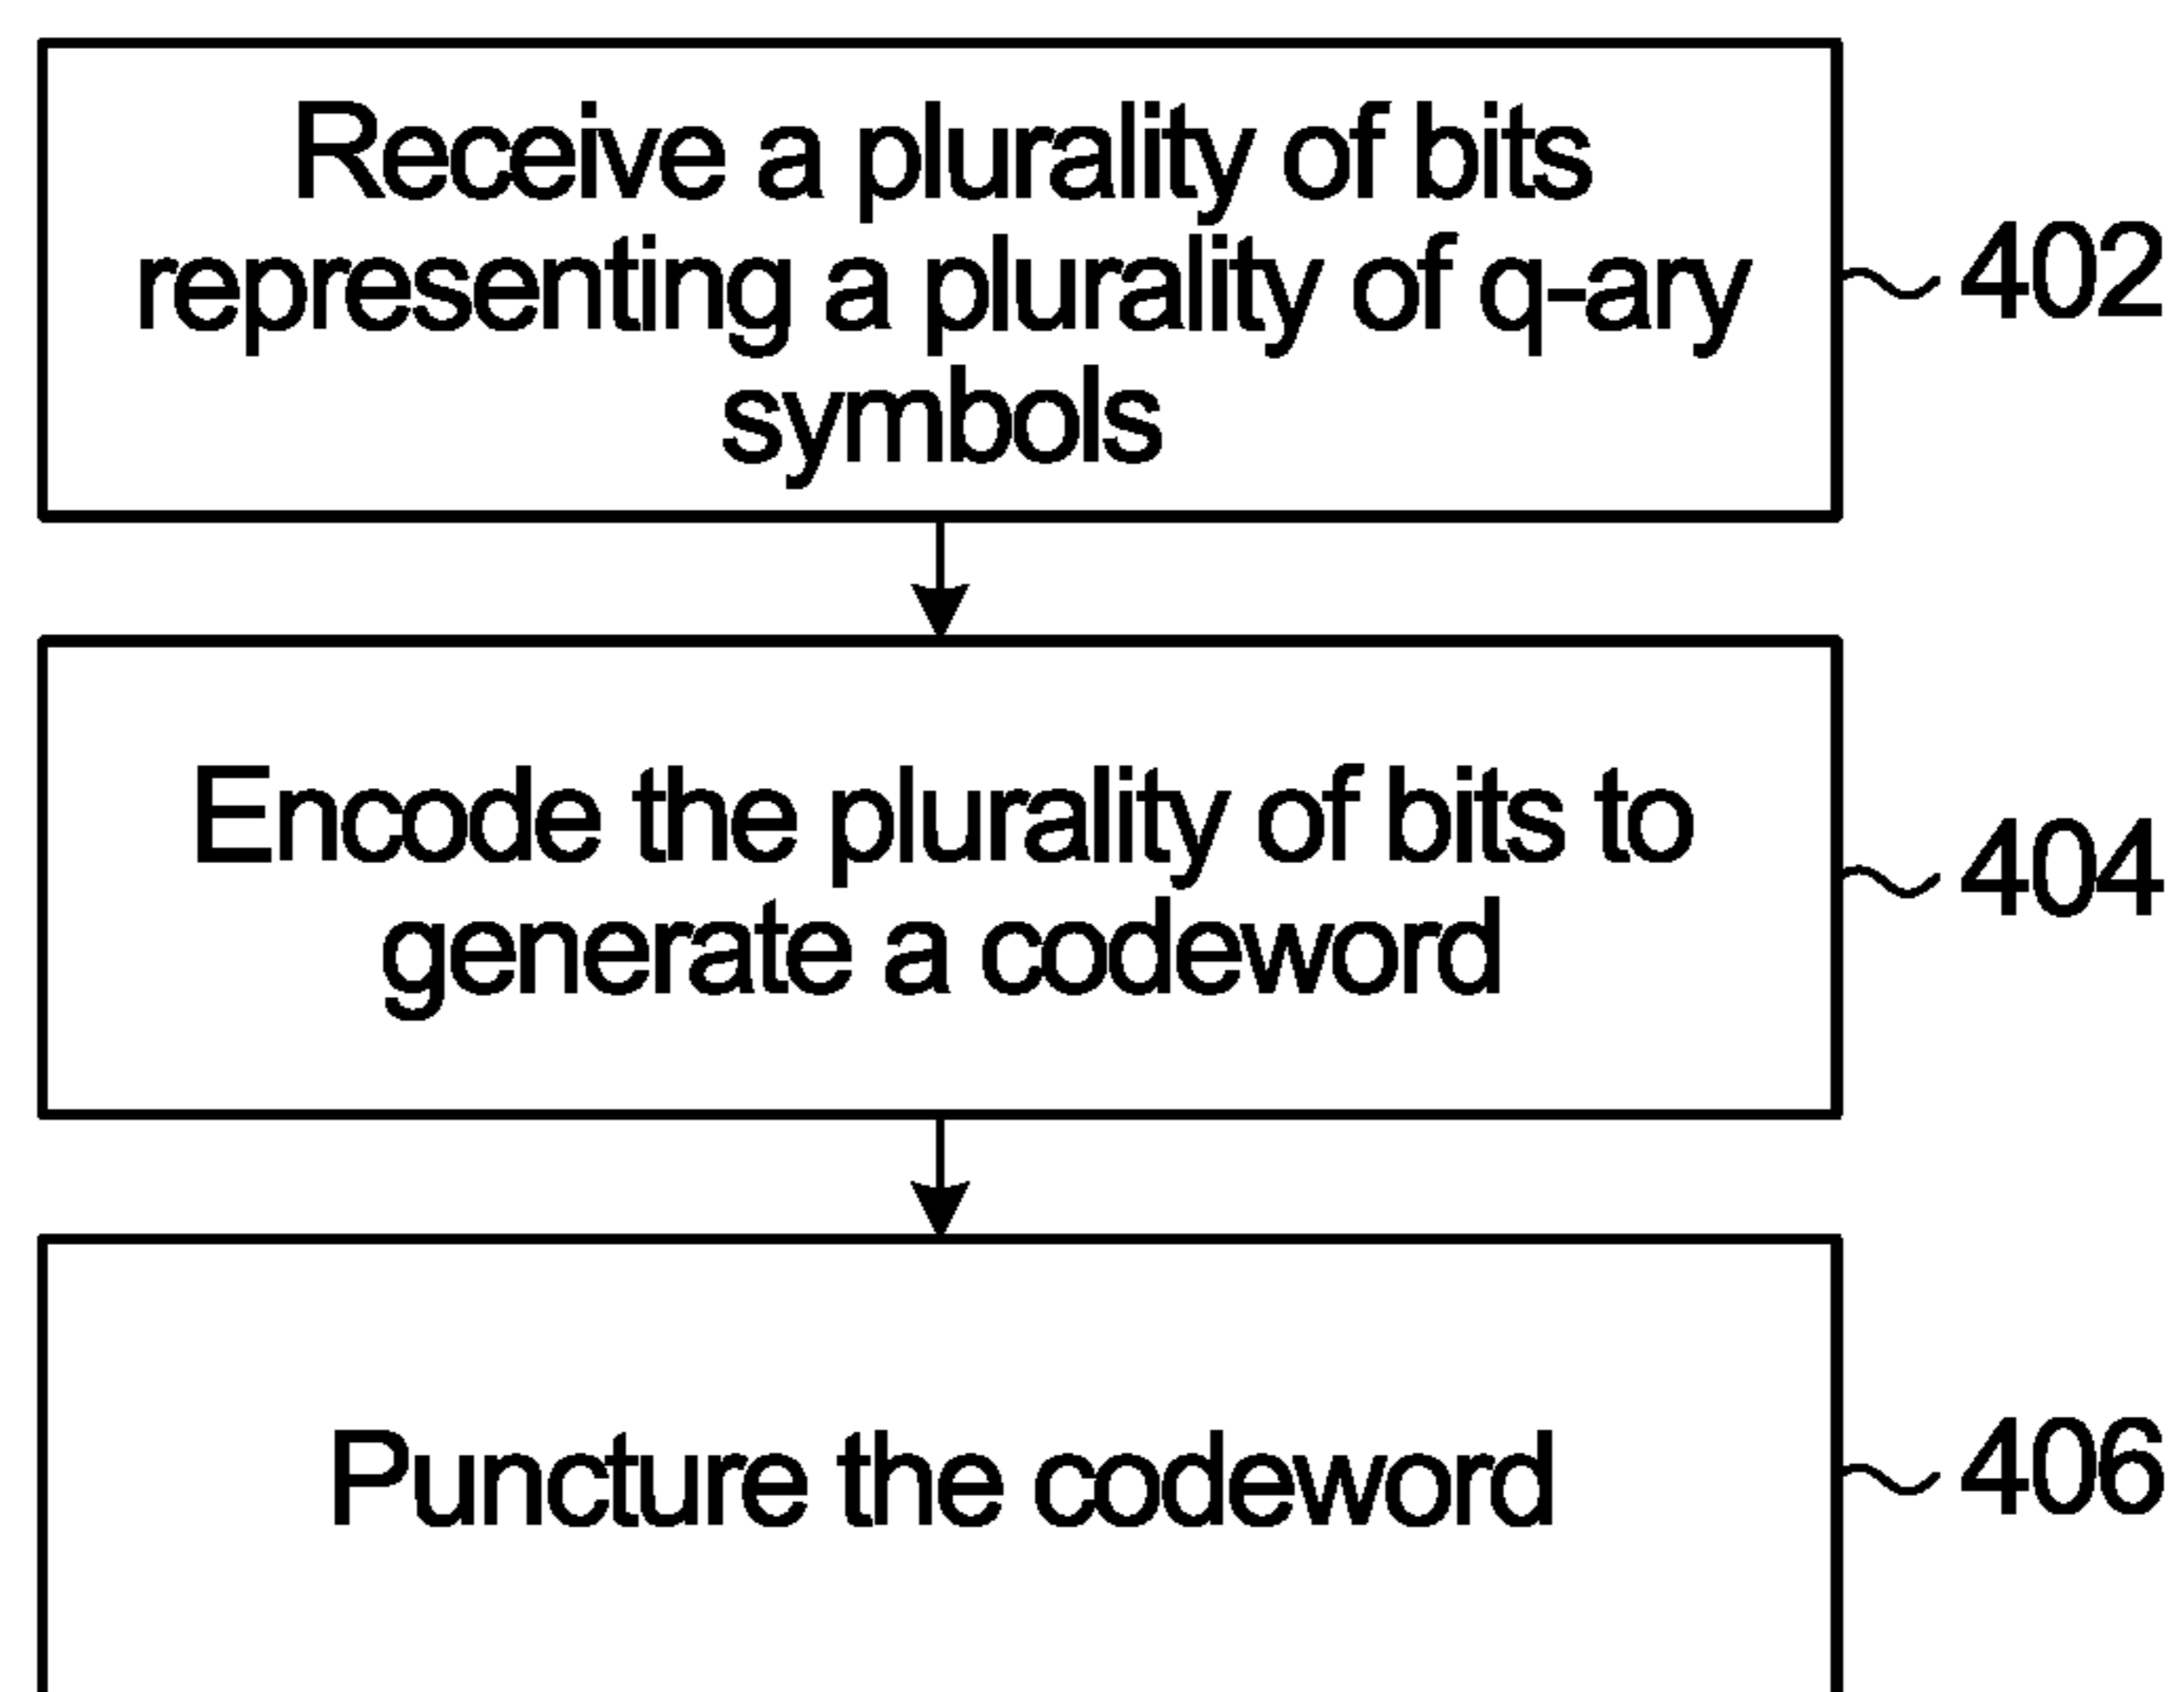 Receive a plurality of bits
representing a plurality of q-ary
symbols
402
Encode the plurality of bits to
generate a codeword
404
Puncture the codeword
406